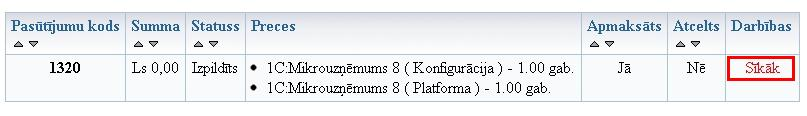 Pasūtījumu kods Summa Statuss Preces Apmaksāts Atcelts Darbības
1320 Ls 0,00 Izpildīts 1C:Mikrouzņēmums 8 ( Konfigurācija ) - 1.00 gab. Jā Nē Sīkāk
1C:Mikrouzņēmums 8 ( Platforma ) - 1.00 gab.